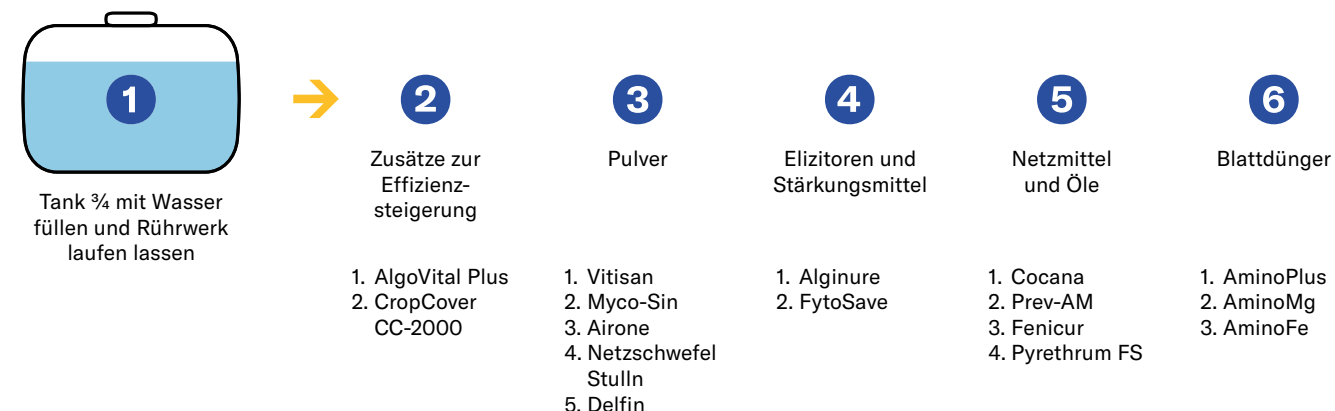 1
Tank ¾ mit Wasser
füllen und Rührwerk
laufen lassen
2
Zusätze zur
Effizienz-
steigerung
1. AlgoVital Plus
2. CropCover
CC-2000
3
Pulver
1. Vitisan
2. Myco-Sin
3. Airone
4. Netzschwefel
Stulln
5. Delfin
4
Elizitoren und
Stärkungsmittel
1. Alginure
2. FytoSave
5
Netzmittel
und Öle
1. Cocana
2. Prev-AM
3. Fenicur
4. Pyrethrum FS
6
Blattdünger
1. AminoPlus
2. AminoMg
3. AminoFe